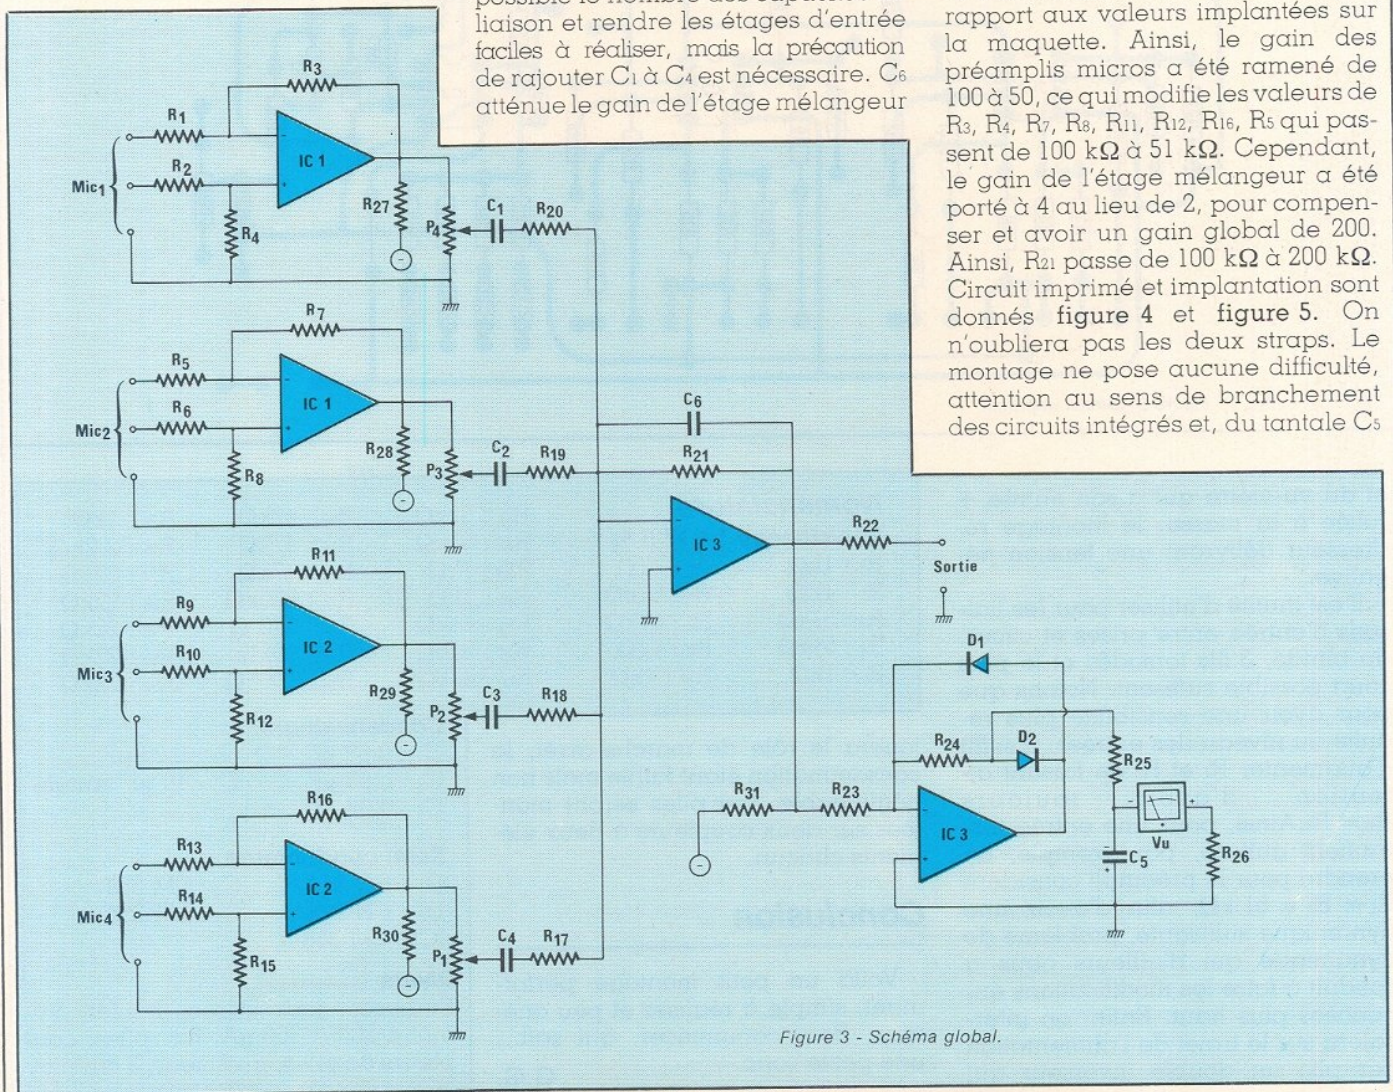 liaison et rendre les étages d'entrée
faciles à réaliser, mais la précaution
de rajouter C1 à C4 est nécessaire. C6
atténue le gain de l'étage mélangeur
rapport aux valeurs implantées sur
la maquette. Ainsi, le gain des
préamplis micros a été ramené de
100 à 50, ce qui modifie les valeurs de
R3, R4, R7, R8, R11, R12, R16, R5 qui pas-
sent de 100 kΩ à 51 kΩ. Cependant,
le gain de l'étage mélangeur a été
porté à 4 au lieu de 2, pour compen-
ser et avoir un gain global de 200.
Ainsi, R21 passe de 100 kΩ à 200 kΩ.
Circuit imprimé et implantation sont
donnés figure 4 et figure 5. On
n'oubliera pas les deux straps. Le
montage ne pose aucune difficulté,
attention au sens de branchement
des circuits intégrés et, du tantale C5
R3
R1
IC 1
R2
Mic1
R27
R4
P4
C1
R20
R7
R5
IC 1
R6
Mic2
R28
R8
P3
C2
R19
C6
R21
IC 3
R22
Sortie
R11
R9
IC 2
R10
Mic3
R29
R12
P2
C3
R18
D1
R24
D2
R25
R31
R23
IC 3
Vu
C5
R26
R16
R13
IC 2
R14
Mic4
R30
R15
P1
C4
R17
Figure 3 - Schéma global.